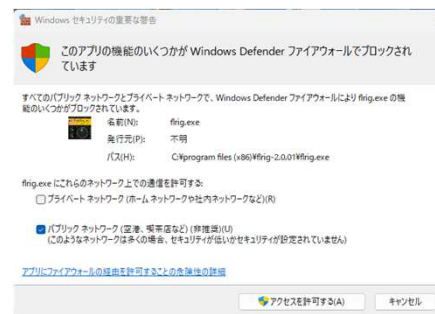 Windows セキュリティの重要な警告
このアプリの機能のいくつかが Windows Defender ファイアウォールでブロックされ
ています
すべてのパブリック ネットワークとプライベート ネットワークで、Windows Defender ファイアウォールにより flrig.exe の機
能のいくつかがブロックされています。
名前(N): flrig.exe
発行元(P): 不明
パス(H): C:¥program files (x86)¥flrig-2.0.01¥flrig.exe
flrig.exe にこれらのネットワーク上での通信を許可する:
プライベート ネットワーク (ホーム ネットワークや社内ネットワークなど)(R)
パブリック ネットワーク (空港、喫茶店など) (非推奨)(U)
(このようなネットワークは多くの場合、セキュリティが低いかセキュリティが設定されていません)
アプリにファイアウォールの経由を許可することの危険性の詳細
アクセスを許可する(A) キャンセル